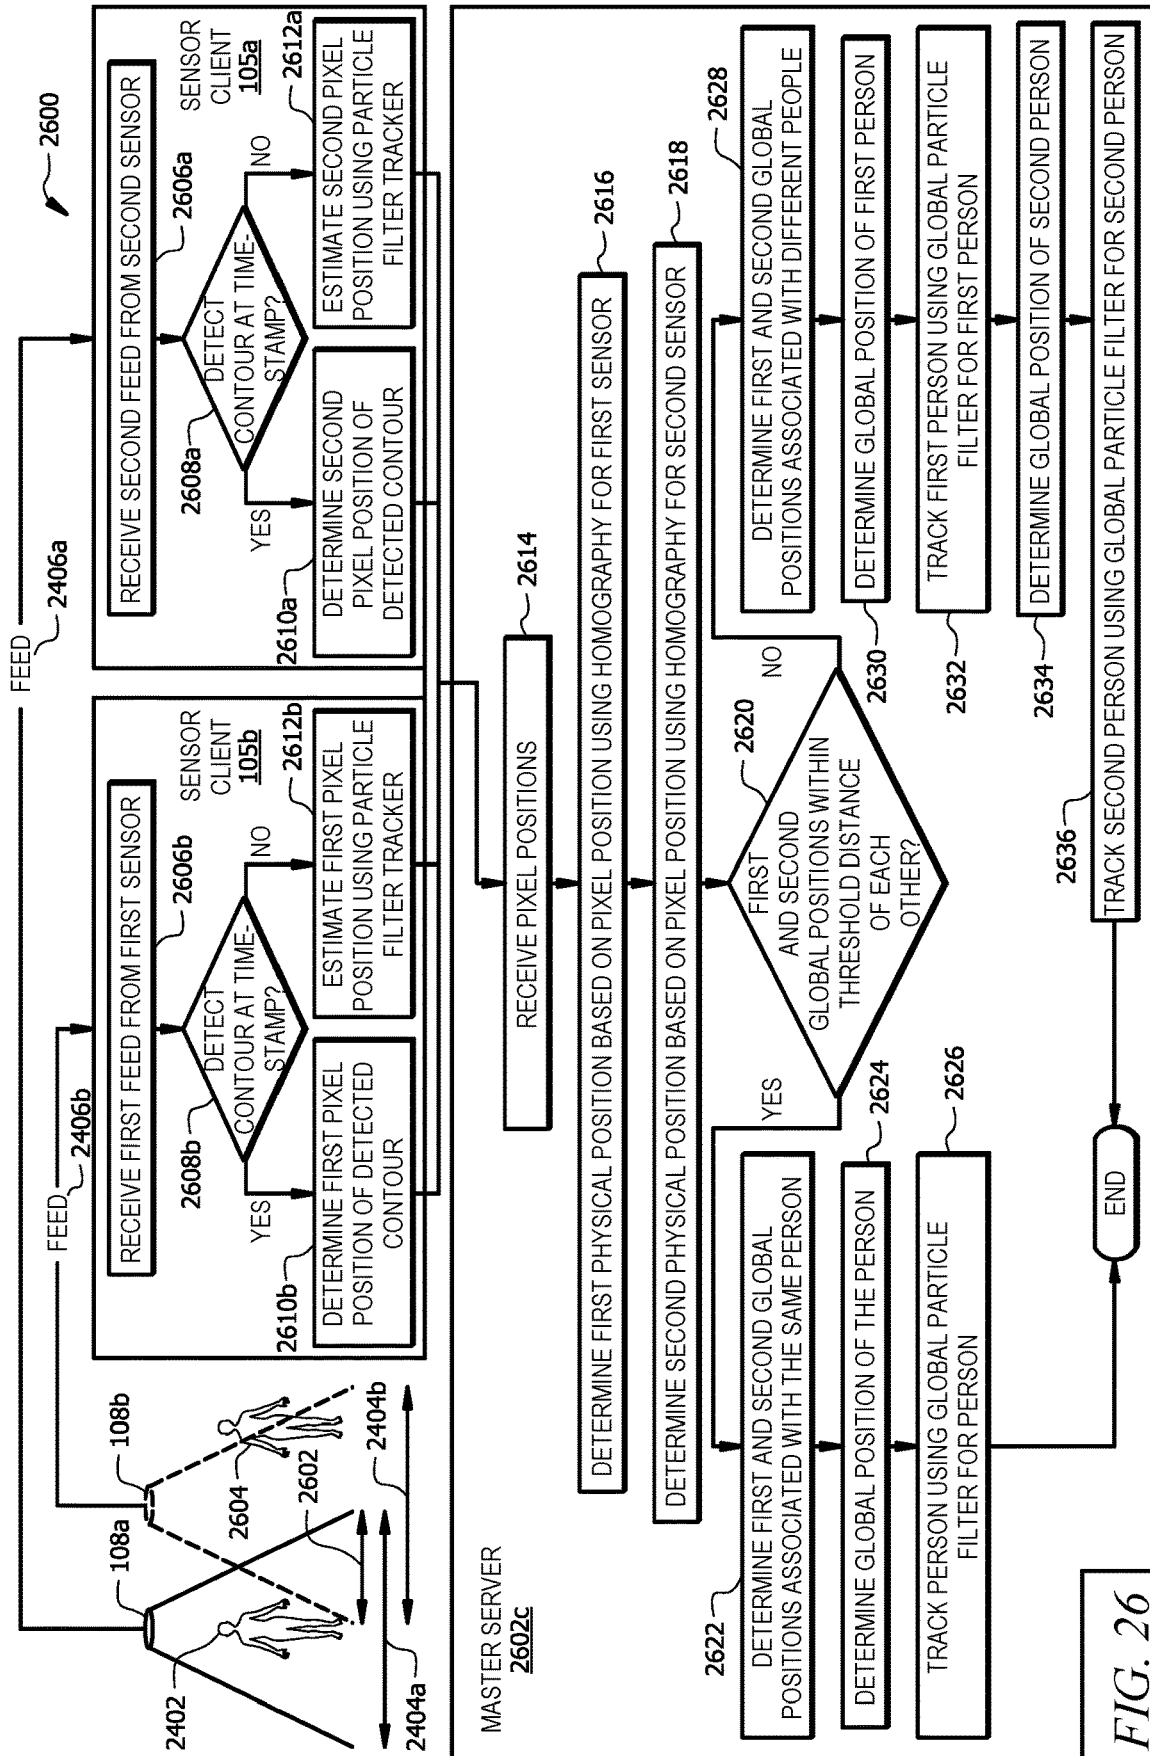 2600
FEED
2406a
FEED
2406b
108a
108b
2402
2604
2602
2404a
2404b
RECEIVE FIRST FEED FROM FIRST SENSOR
2606b
SENSOR
CLIENT
105b
2608b
DETECT
CONTOUR AT TIME-
STAMP?
YES
NO
2610b
DETERMINE FIRST PIXEL
POSITION OF DETECTED
CONTOUR
2612b
ESTIMATE FIRST PIXEL
POSITION USING PARTICLE
FILTER TRACKER
RECEIVE SECOND FEED FROM SECOND SENSOR
2606a
SENSOR
CLIENT
105a
2608a
DETECT
CONTOUR AT TIME-
STAMP?
YES
NO
2610a
DETERMINE SECOND
PIXEL POSITION OF
DETECTED CONTOUR
2612a
ESTIMATE SECOND PIXEL
POSITION USING PARTICLE
FILTER TRACKER
MASTER SERVER
2602c
RECEIVE PIXEL POSITIONS
2614
DETERMINE FIRST PHYSICAL POSITION BASED ON PIXEL POSITION USING HOMOGRAPHY FOR FIRST SENSOR
2616
DETERMINE SECOND PHYSICAL POSITION BASED ON PIXEL POSITION USING HOMOGRAPHY FOR SECOND SENSOR
2618
FIRST
AND SECOND
GLOBAL POSITIONS WITHIN
THRESHOLD DISTANCE
OF EACH
OTHER?
2620
YES
NO
2622
DETERMINE FIRST AND SECOND GLOBAL
POSITIONS ASSOCIATED WITH THE SAME PERSON
DETERMINE GLOBAL POSITION OF THE PERSON
2624
TRACK PERSON USING GLOBAL PARTICLE
FILTER FOR PERSON
2626
DETERMINE FIRST AND SECOND GLOBAL
POSITIONS ASSOCIATED WITH DIFFERENT PEOPLE
2628
DETERMINE GLOBAL POSITION OF FIRST PERSON
2630
TRACK FIRST PERSON USING GLOBAL PARTICLE
FILTER FOR FIRST PERSON
2632
DETERMINE GLOBAL POSITION OF SECOND PERSON
2634
TRACK SECOND PERSON USING GLOBAL PARTICLE FILTER FOR SECOND PERSON
2636
END
FIG. 26